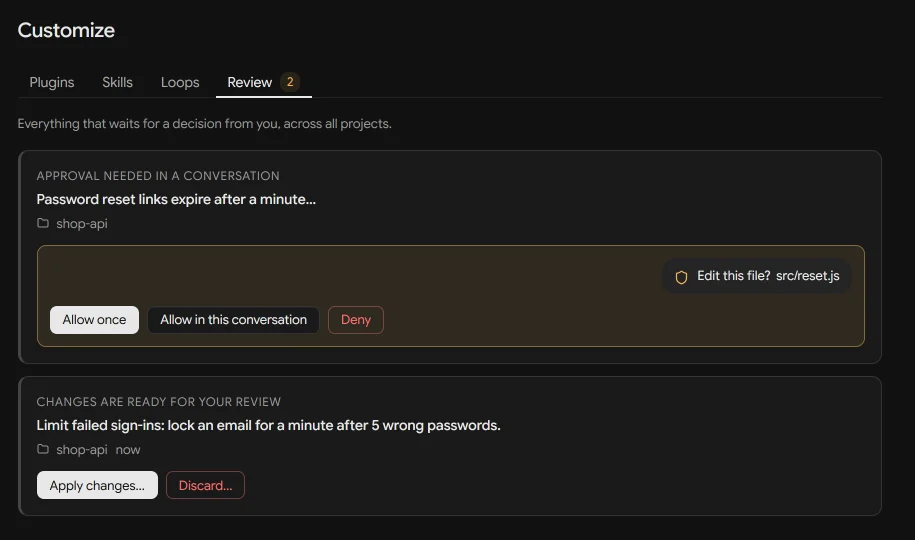 Customize
Plugins Skills Loops Review 2
Everything that waits for a decision from you, across all projects.
APPROVAL NEEDED IN A CONVERSATION
Password reset links expire after a minute...
shop-api
Edit this file? src/reset.js
Allow once Allow in this conversation Deny
CHANGES ARE READY FOR YOUR REVIEW
Limit failed sign-ins: lock an email for a minute after 5 wrong passwords.
shop-api now
Apply changes... Discard...